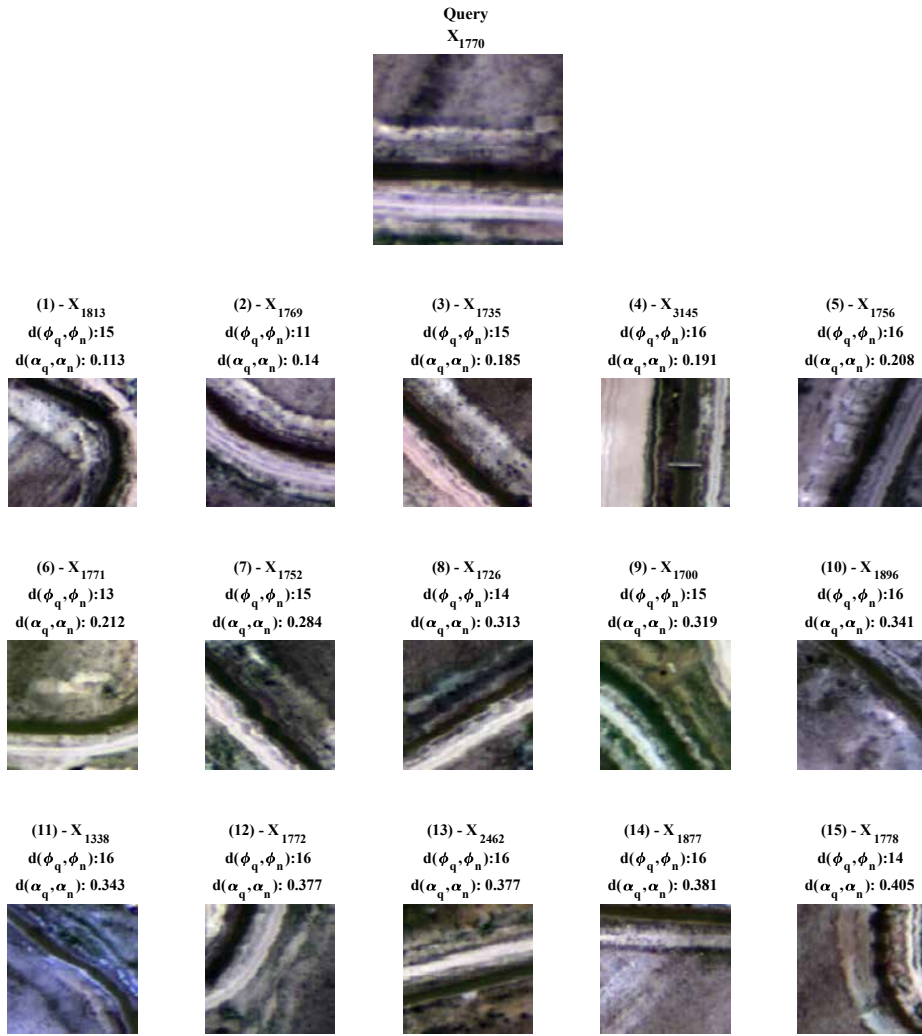 Query
X1770
(1) - X1813 (2) - X1769 (3) - X1735 (4) - X3145 (5) - X1756
d(ϕq,ϕn):15 d(ϕq,ϕn):11 d(ϕq,ϕn):15 d(ϕq,ϕn):16 d(ϕq,ϕn):16
d(αq,αn): 0.113 d(αq,αn): 0.14 d(αq,αn): 0.185 d(αq,αn): 0.191 d(αq,αn): 0.208
(6) - X1771 (7) - X1752 (8) - X1726 (9) - X1700 (10) - X1896
d(ϕq,ϕn):13 d(ϕq,ϕn):15 d(ϕq,ϕn):14 d(ϕq,ϕn):15 d(ϕq,ϕn):16
d(αq,αn): 0.212 d(αq,αn): 0.284 d(αq,αn): 0.313 d(αq,αn): 0.319 d(αq,αn): 0.341
(11) - X1338 (12) - X1772 (13) - X2462 (14) - X1877 (15) - X1778
d(ϕq,ϕn):16 d(ϕq,ϕn):16 d(ϕq,ϕn):16 d(ϕq,ϕn):16 d(ϕq,ϕn):14
d(αq,αn): 0.343 d(αq,αn): 0.377 d(αq,αn): 0.377 d(αq,αn): 0.381 d(αq,αn): 0.405